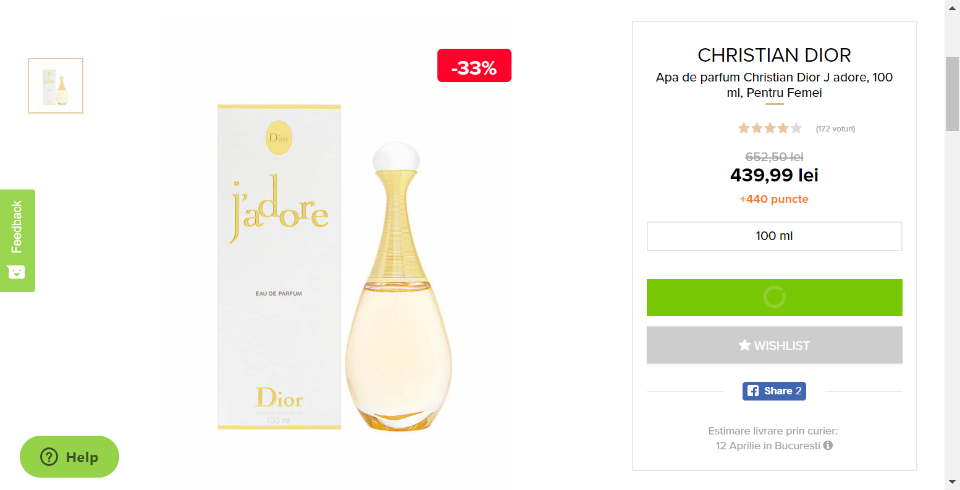 -33%
Dior
j'adore
EAU DE PARFUM
Dior
100 ml
CHRISTIAN DIOR
Apa de parfum Christian Dior J adore, 100
ml, Pentru Femei
(172 voturi)
652,50 lei
439,99 lei
+440 puncte
100 ml
WISHLIST
Share 2
Estimare livrare prin curier:
12 Aprilie in Bucuresti
Feedback
Help